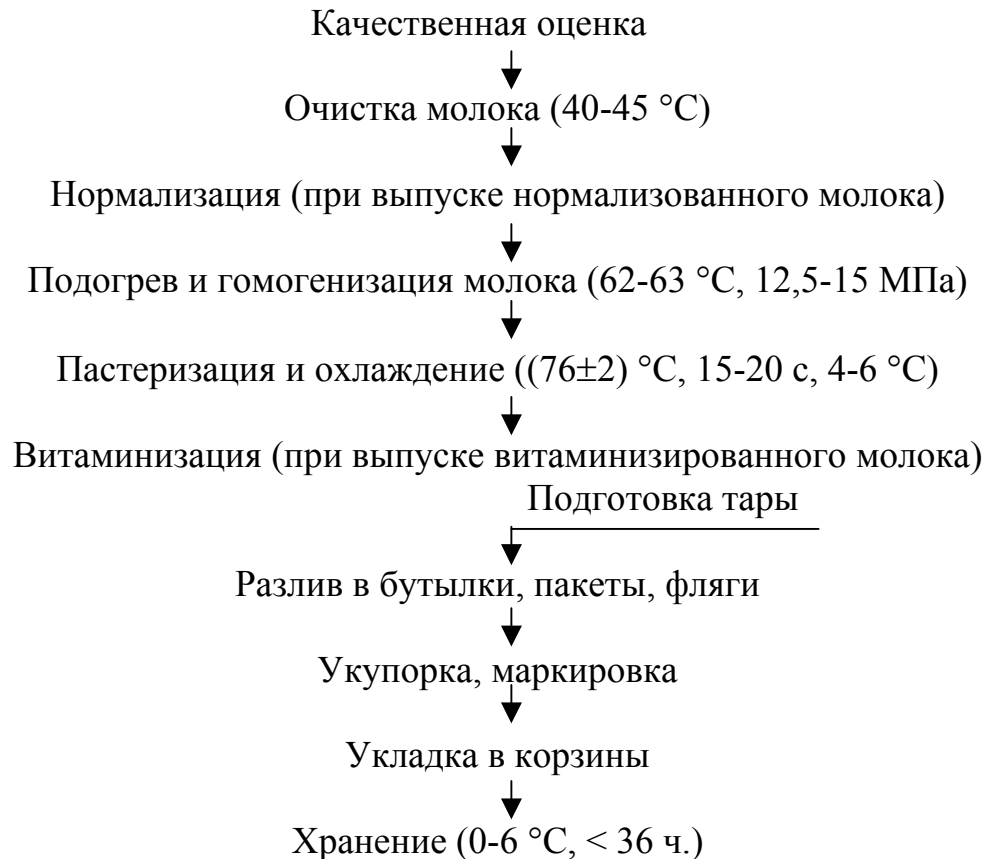 Качественная оценка
Очистка молока (40-45 °С)
Нормализация (при выпуске нормализованного молока)
Подогрев и гомогенизация молока (62-63 °С, 12,5-15 МПа)
Пастеризация и охлаждение ((76±2) °С, 15-20 с, 4-6 °С)
Витаминизация (при выпуске витаминизированного молока)
Подготовка тары
Разлив в бутылки, пакеты, фляги
Укупорка, маркировка
Укладка в корзины
Хранение (0-6 °С, < 36 ч.)